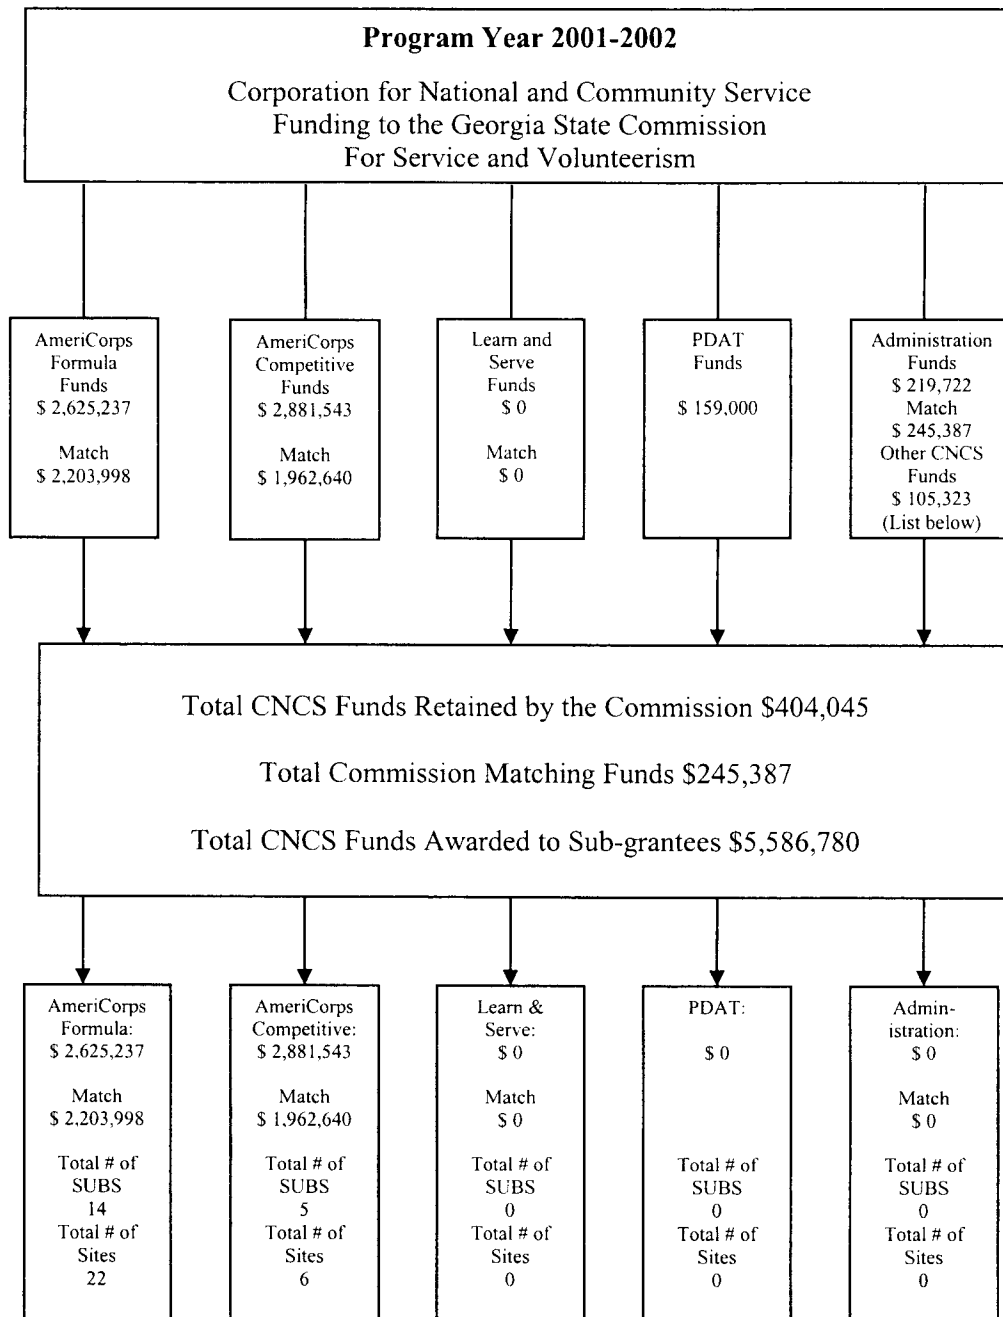 Program Year 2001-2002
Corporation for National and Community Service
Funding to the Georgia State Commission
For Service and Volunteerism
AmeriCorps
Formula
Funds
$ 2,625,237
Match
$ 2,203,998
AmeriCorps
Competitive
Funds
$ 2,881,543
Match
$ 1,962,640
Learn and
Serve
Funds
$ 0
Match
$ 0
PDAT
Funds
$ 159,000
Administration
Funds
$ 219,722
Match
$ 245,387
Other CNCS
Funds
$ 105,323
(List below)
Total CNCS Funds Retained by the Commission $404,045
Total Commission Matching Funds $245,387
Total CNCS Funds Awarded to Sub-grantees $5,586,780
AmeriCorps
Formula:
$ 2,625,237
Match
$ 2,203,998
Total # of
SUBS
14
Total # of
Sites
22
AmeriCorps
Competitive:
$ 2,881,543
Match
$ 1,962,640
Total # of
SUBS
5
Total # of
Sites
6
Learn &
Serve:
$ 0
Match
$ 0
Total # of
SUBS
0
Total # of
Sites
0
PDAT:
$ 0
Total # of
SUBS
0
Total # of
Sites
0
Admin-
istration:
$ 0
Match
$ 0
Total # of
SUBS
0
Total # of
Sites
0